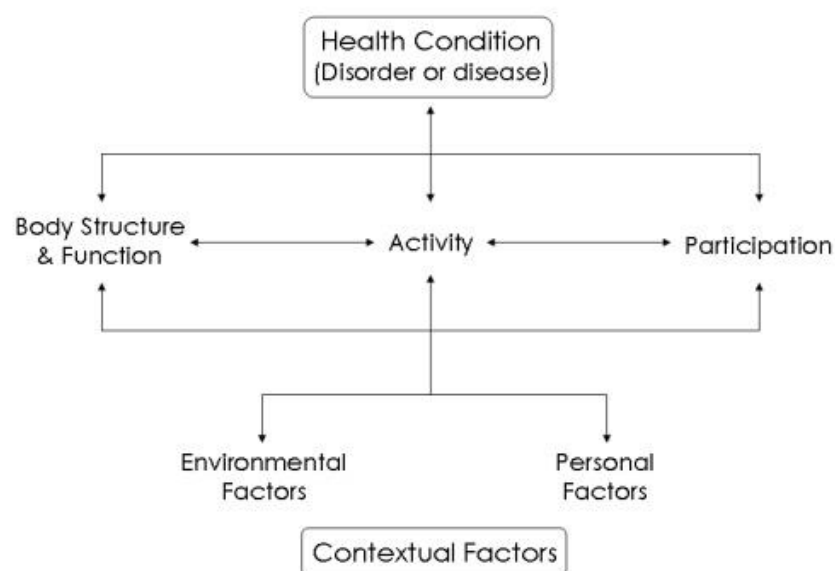 Health Condition
(Disorder or disease)
Body Structure
& Function
Activity
Participation
Environmental
Factors
Personal
Factors
Contextual Factors